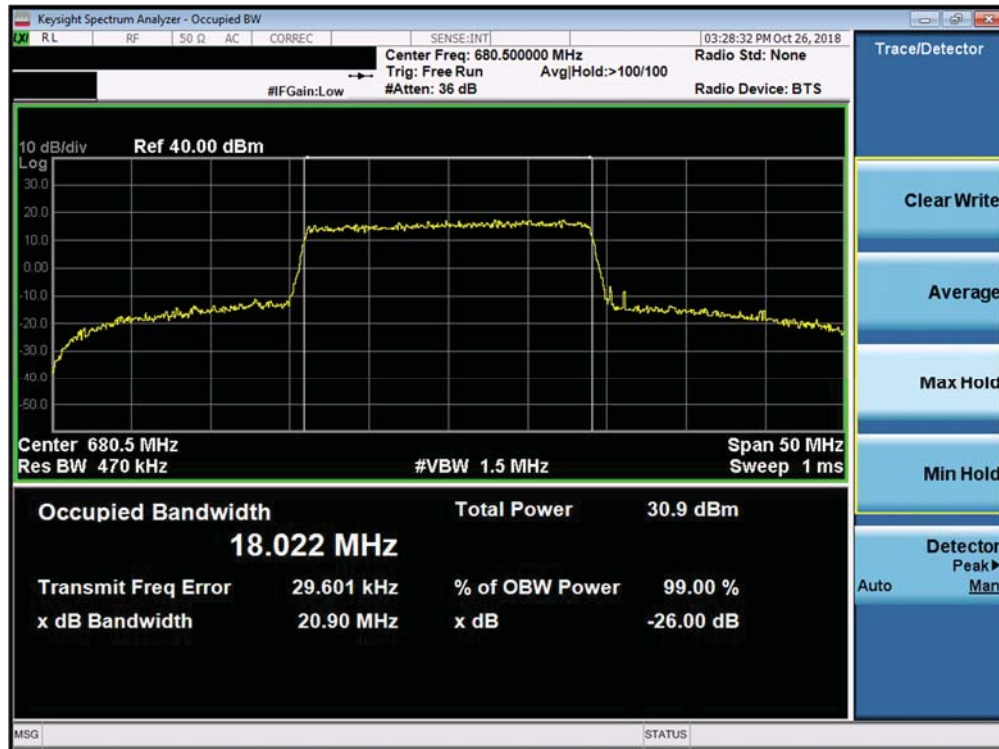 Keysight Spectrum Analyzer - Occupied BW
LXI RL RF 50 Ω AC CORREC SENSE:INT 03:28:32 PM Oct 26, 2018
Center Freq: 680.500000 MHz Radio Std: None
Trig: Free Run Avg|Hold:>100/100
#IFGain:Low #Atten: 36 dB Radio Device: BTS
Trace/Detector
10 dB/div Ref 40.00 dBm
Log
30.0
20.0
10.0
0.00
-10.0
-20.0
-30.0
-40.0
-50.0
Center 680.5 MHz Span 50 MHz
Res BW 470 kHz #VBW 1.5 MHz Sweep 1 ms
Occupied Bandwidth Total Power 30.9 dBm
18.022 MHz
Transmit Freq Error 29.601 kHz % of OBW Power 99.00 %
x dB Bandwidth 20.90 MHz x dB -26.00 dB
Clear Write
Average
Max Hold
Min Hold
Detector
Peak▶
Auto Man
MSG STATUS